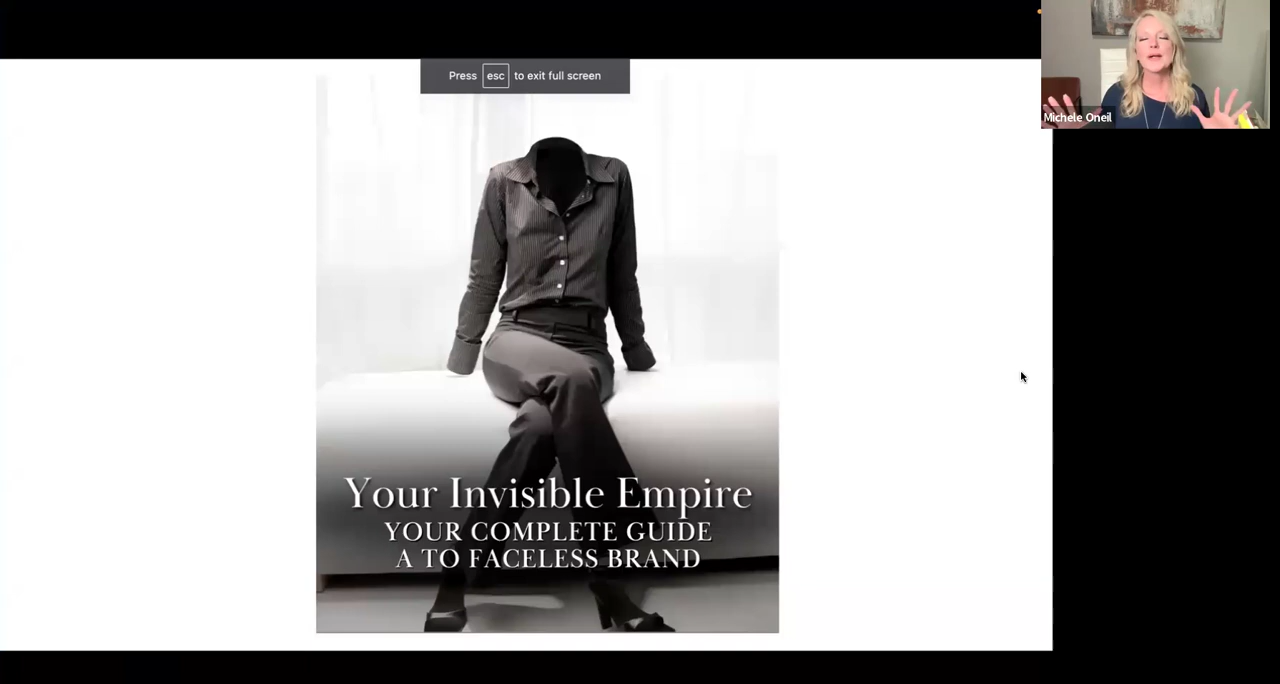 Press esc to exit full screen
Michele Oneil
Your Invisible Empire
YOUR COMPLETE GUIDE
A TO FACELESS BRAND